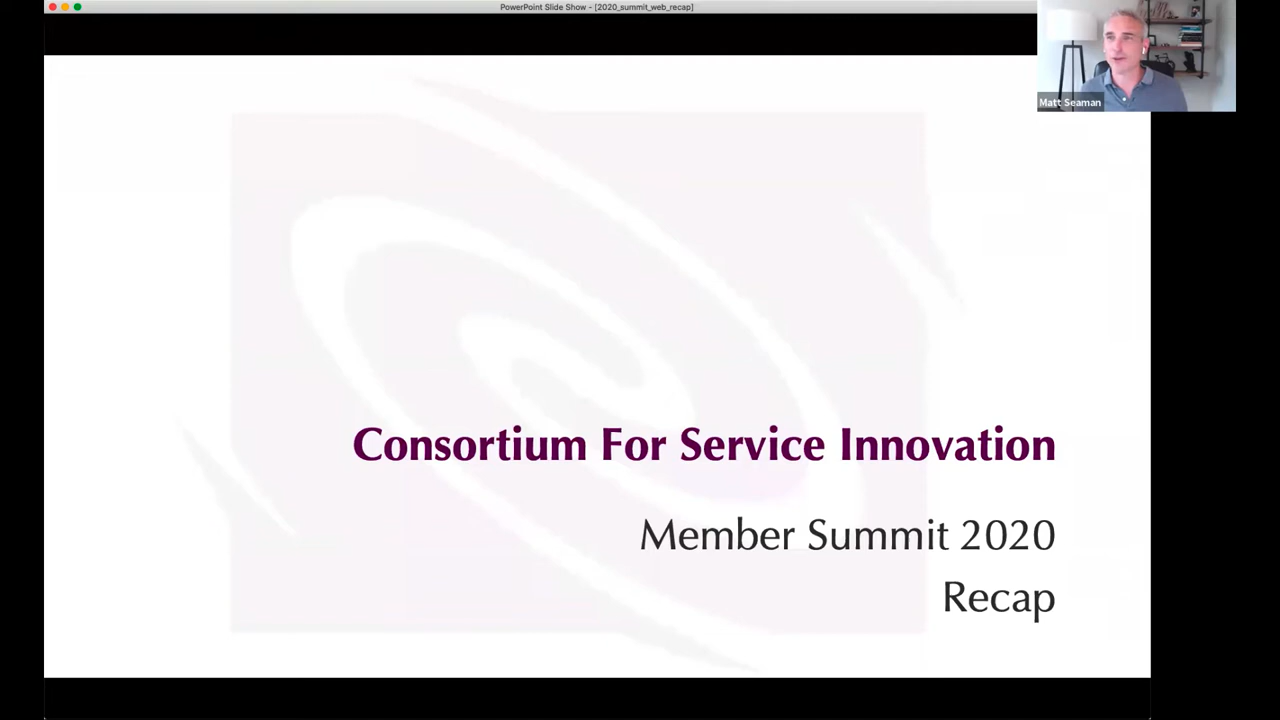 PowerPoint Slide Show - [2020_summit_web_recap]
Matt Seaman
Consortium For Service Innovation
Member Summit 2020
Recap